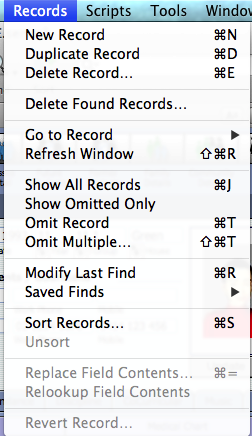 Records Scripts Tools Window
New Record ⌘N
Duplicate Record ⌘D
Delete Record... ⌘E
Delete Found Records...
Go to Record ▶
Refresh Window ⇧⌘R
Show All Records ⌘J
Show Omitted Only
Omit Record ⌘T
Omit Multiple... ⇧⌘T
Modify Last Find ⌘R
Saved Finds ▶
Sort Records... ⌘S
Unsort
Replace Field Contents... ⌘=
Relookup Field Contents
Revert Record...